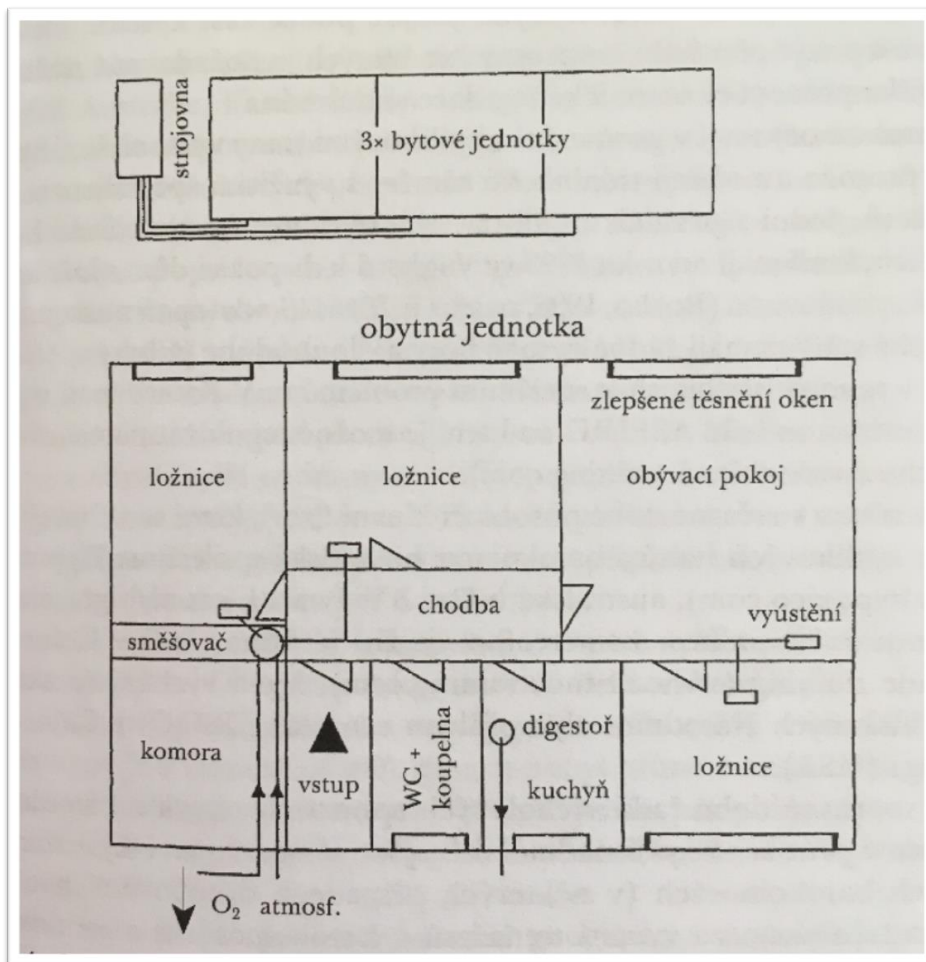 strojovna
3× bytové jednotky
obytná jednotka
zlepšené těsnění oken
ložnice
ložnice
obývací pokoj
chodba
vyústění
směšovač
komora
vstup
WC +
koupelna
digestoř
kuchyň
ložnice
O₂ atmosf.